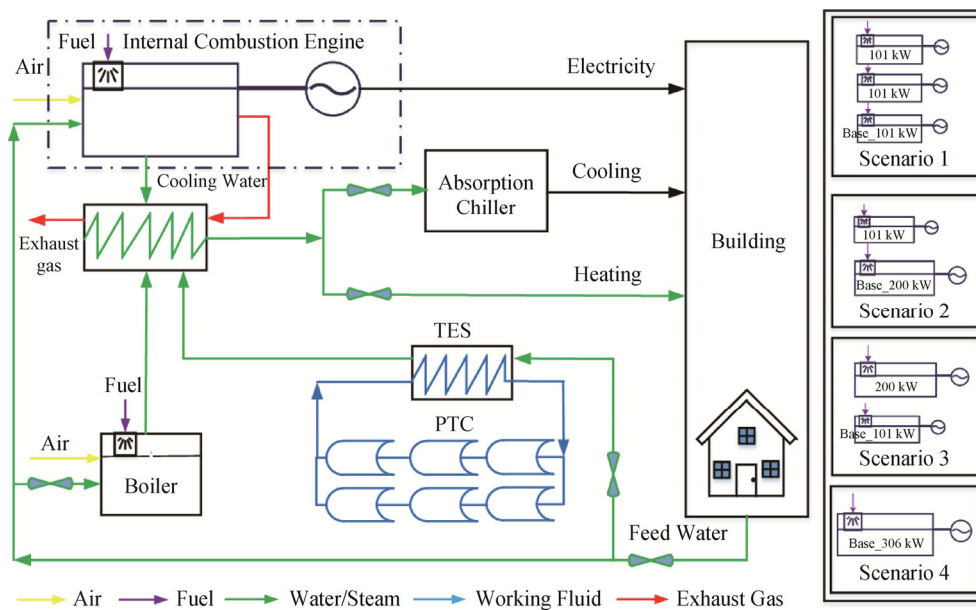 Fuel
Internal Combustion Engine
Air
Electricity
Cooling Water
Exhaust
gas
Absorption
Chiller
Cooling
Heating
Building
TES
PTC
Fuel
Air
Boiler
Feed Water
101 kW
101 kW
Base_101 kW
Scenario 1
101 kW
Base_200 kW
Scenario 2
200 kW
Base_101 kW
Scenario 3
Base_306 kW
Scenario 4
Air
Fuel
Water/Steam
Working Fluid
Exhaust Gas